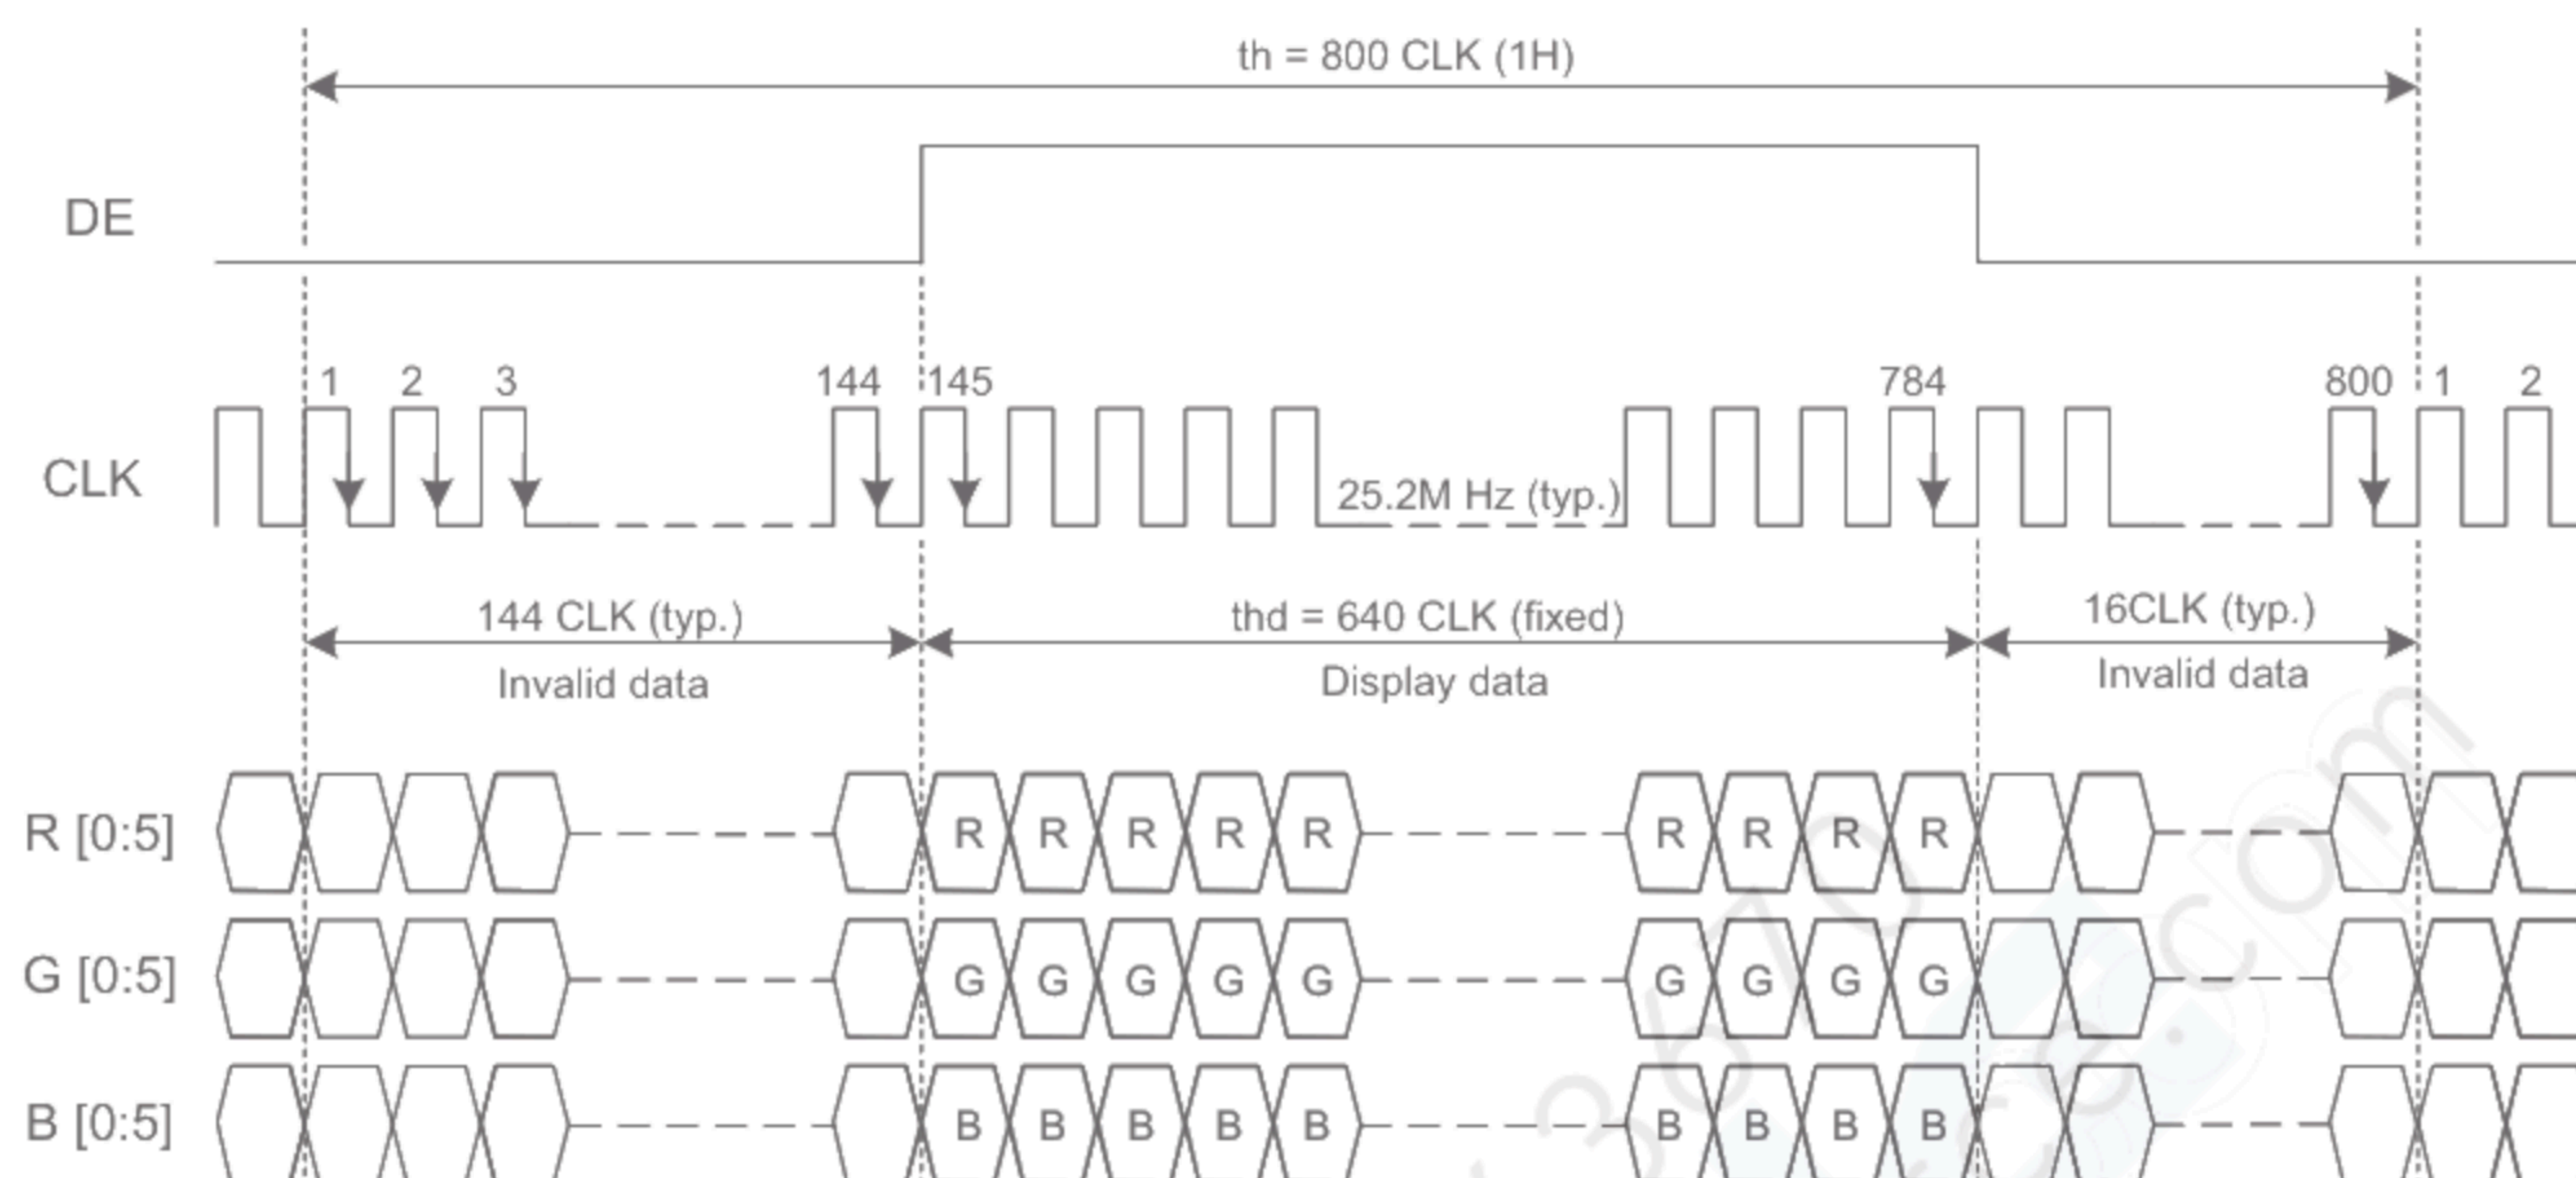 th = 800 CLK (1H)
DE
1 2 3 144 145 784 800 1 2
CLK
25.2M Hz (typ.)
144 CLK (typ.) thd = 640 CLK (fixed) 16CLK (typ.)
Invalid data Display data Invalid data
R [0:5] R R R R R R R R R
G [0:5] G G G G G G G G G
B [0:5] B B B B B B B B B